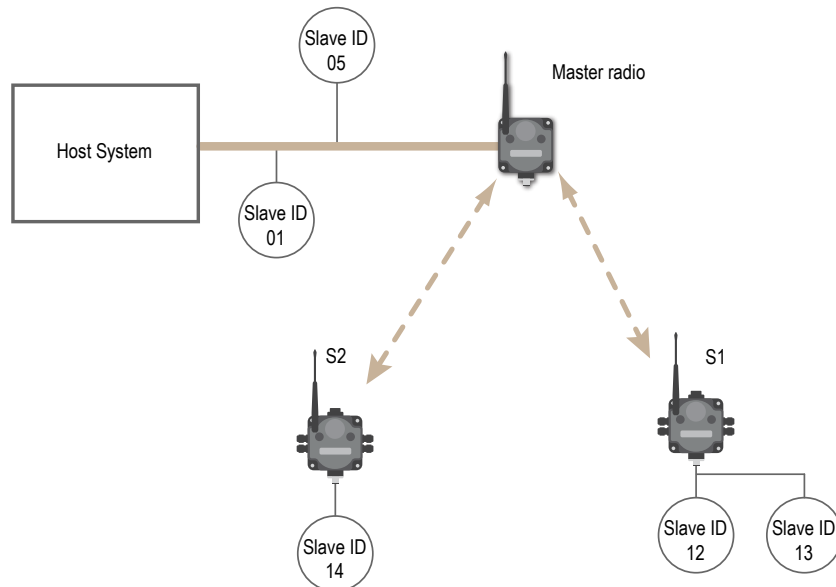 Slave ID
05
Master radio
Host System
Slave ID
01
S2
S1
Slave ID
14
Slave ID
12
Slave ID
13